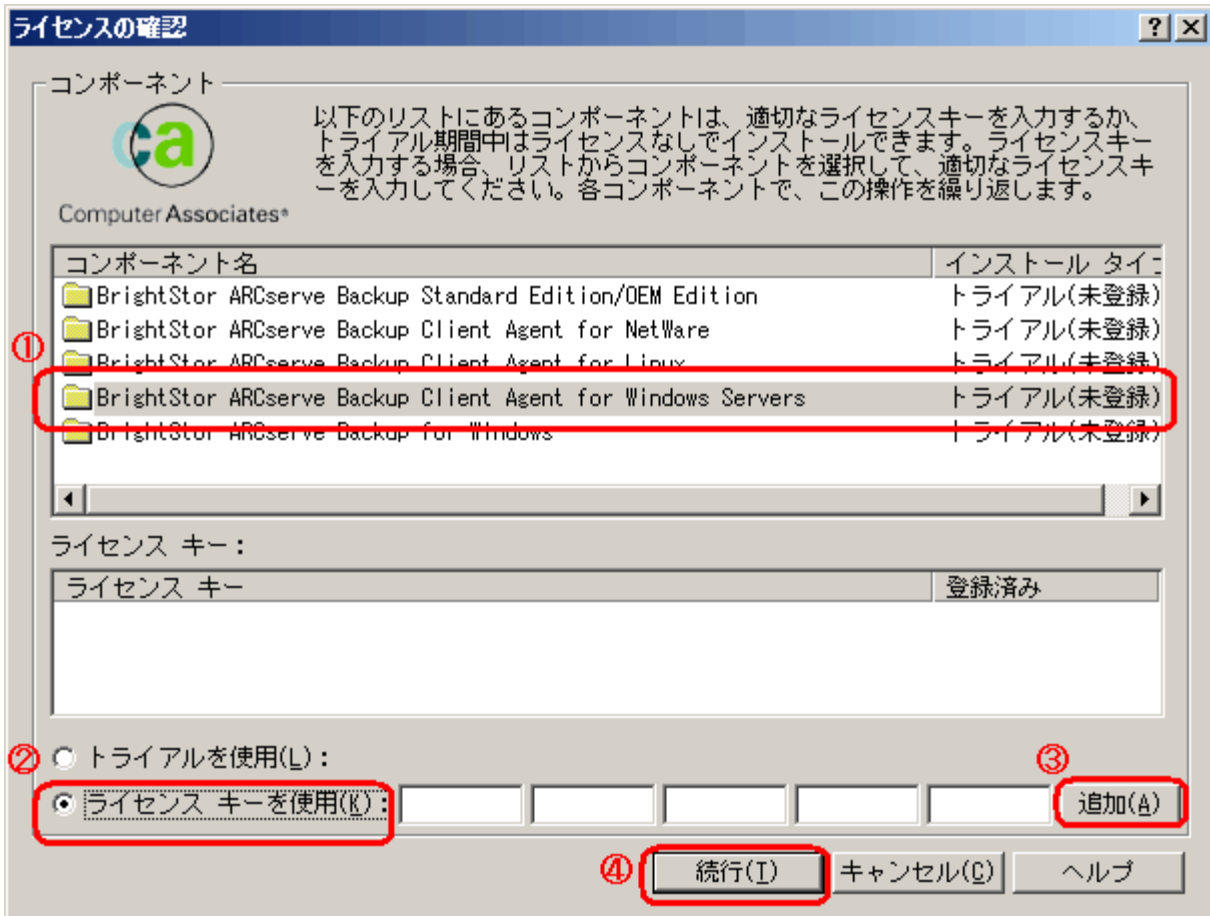 ライセンスの確認
コンポーネント
ca
Computer Associates®
以下のリストにあるコンポーネントは、適切なライセンスキーを入力するか、
トライアル期間中はライセンスなしでインストールできます。ライセンスキー
を入力する場合、リストからコンポーネントを選択して、適切なライセンスキ
ーを入力してください。各コンポーネントで、この操作を繰り返します。
コンポーネント名 インストール タイ
BrightStor ARCserve Backup Standard Edition/OEM Edition トライアル(未登録)
BrightStor ARCserve Backup Client Agent for NetWare トライアル(未登録)
①
BrightStor ARCserve Backup Client Agent for Linux トライアル(未登録)
BrightStor ARCserve Backup Client Agent for Windows Servers トライアル(未登録)
BrightStor ARCserve Backup for Windows トライアル(未登録)
ライセンス キー:
ライセンス キー 登録済み
② トライアルを使用(L): ③
ライセンス キーを使用(K): 追加(A)
④ 続行(T) キャンセル(C) ヘルプ